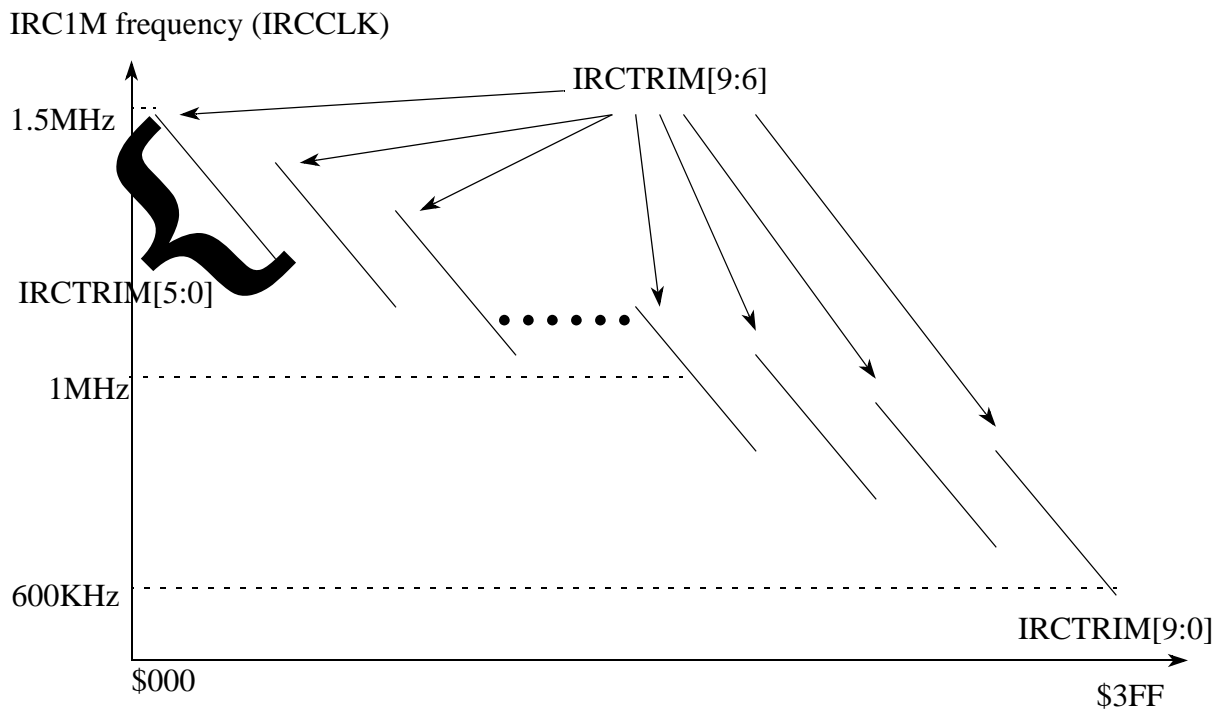 IRC1M frequency (IRCCLK)
IRCTRIM[9:6]
1.5MHz
IRCTRIM[5:0]
1MHz
600KHz
IRCTRIM[9:0]
$000
$3FF